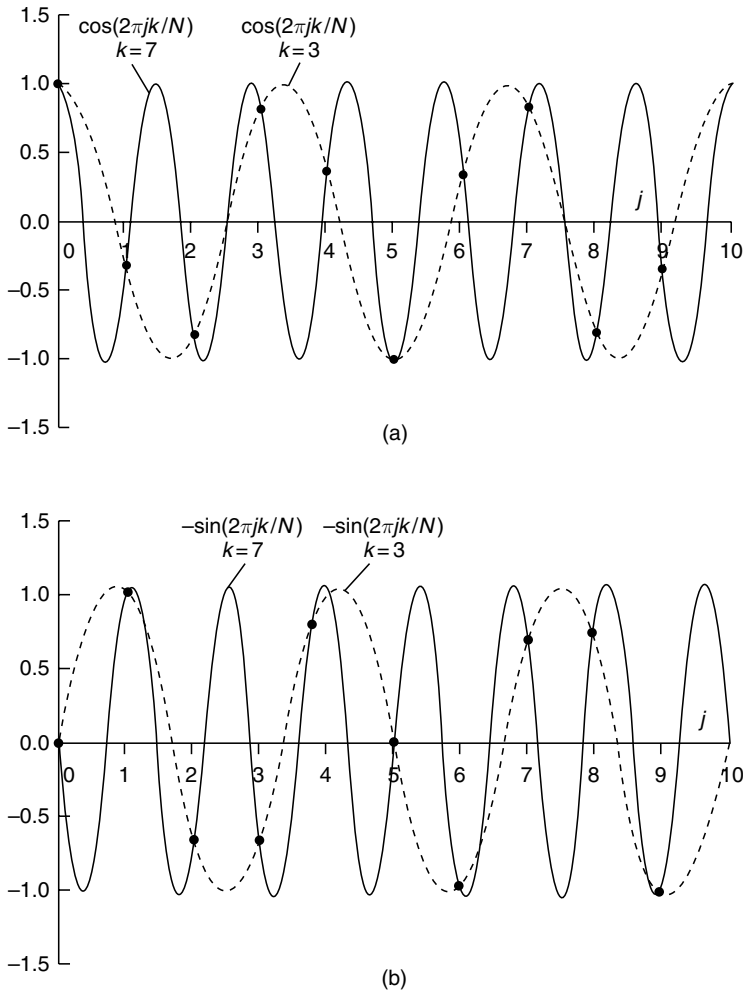 1.5
cos(2πjk/N) cos(2πjk/N)
k=7 k=3
1.0
0.5
j
0.0
0 1 2 3 4 5 6 7 8 9 10
–0.5
–1.0
–1.5
(a)
1.5
–sin(2πjk/N) –sin(2πjk/N)
k=7 k=3
1.0
0.5
j
0.0
0 1 2 3 4 5 6 7 8 9 10
–0.5
–1.0
–1.5
(b)